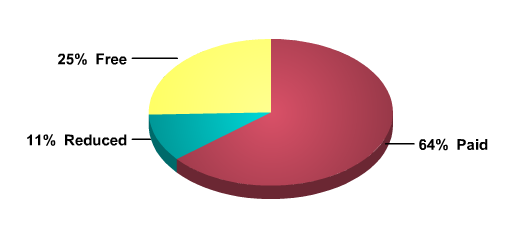 25% Free
11% Reduced
64% Paid